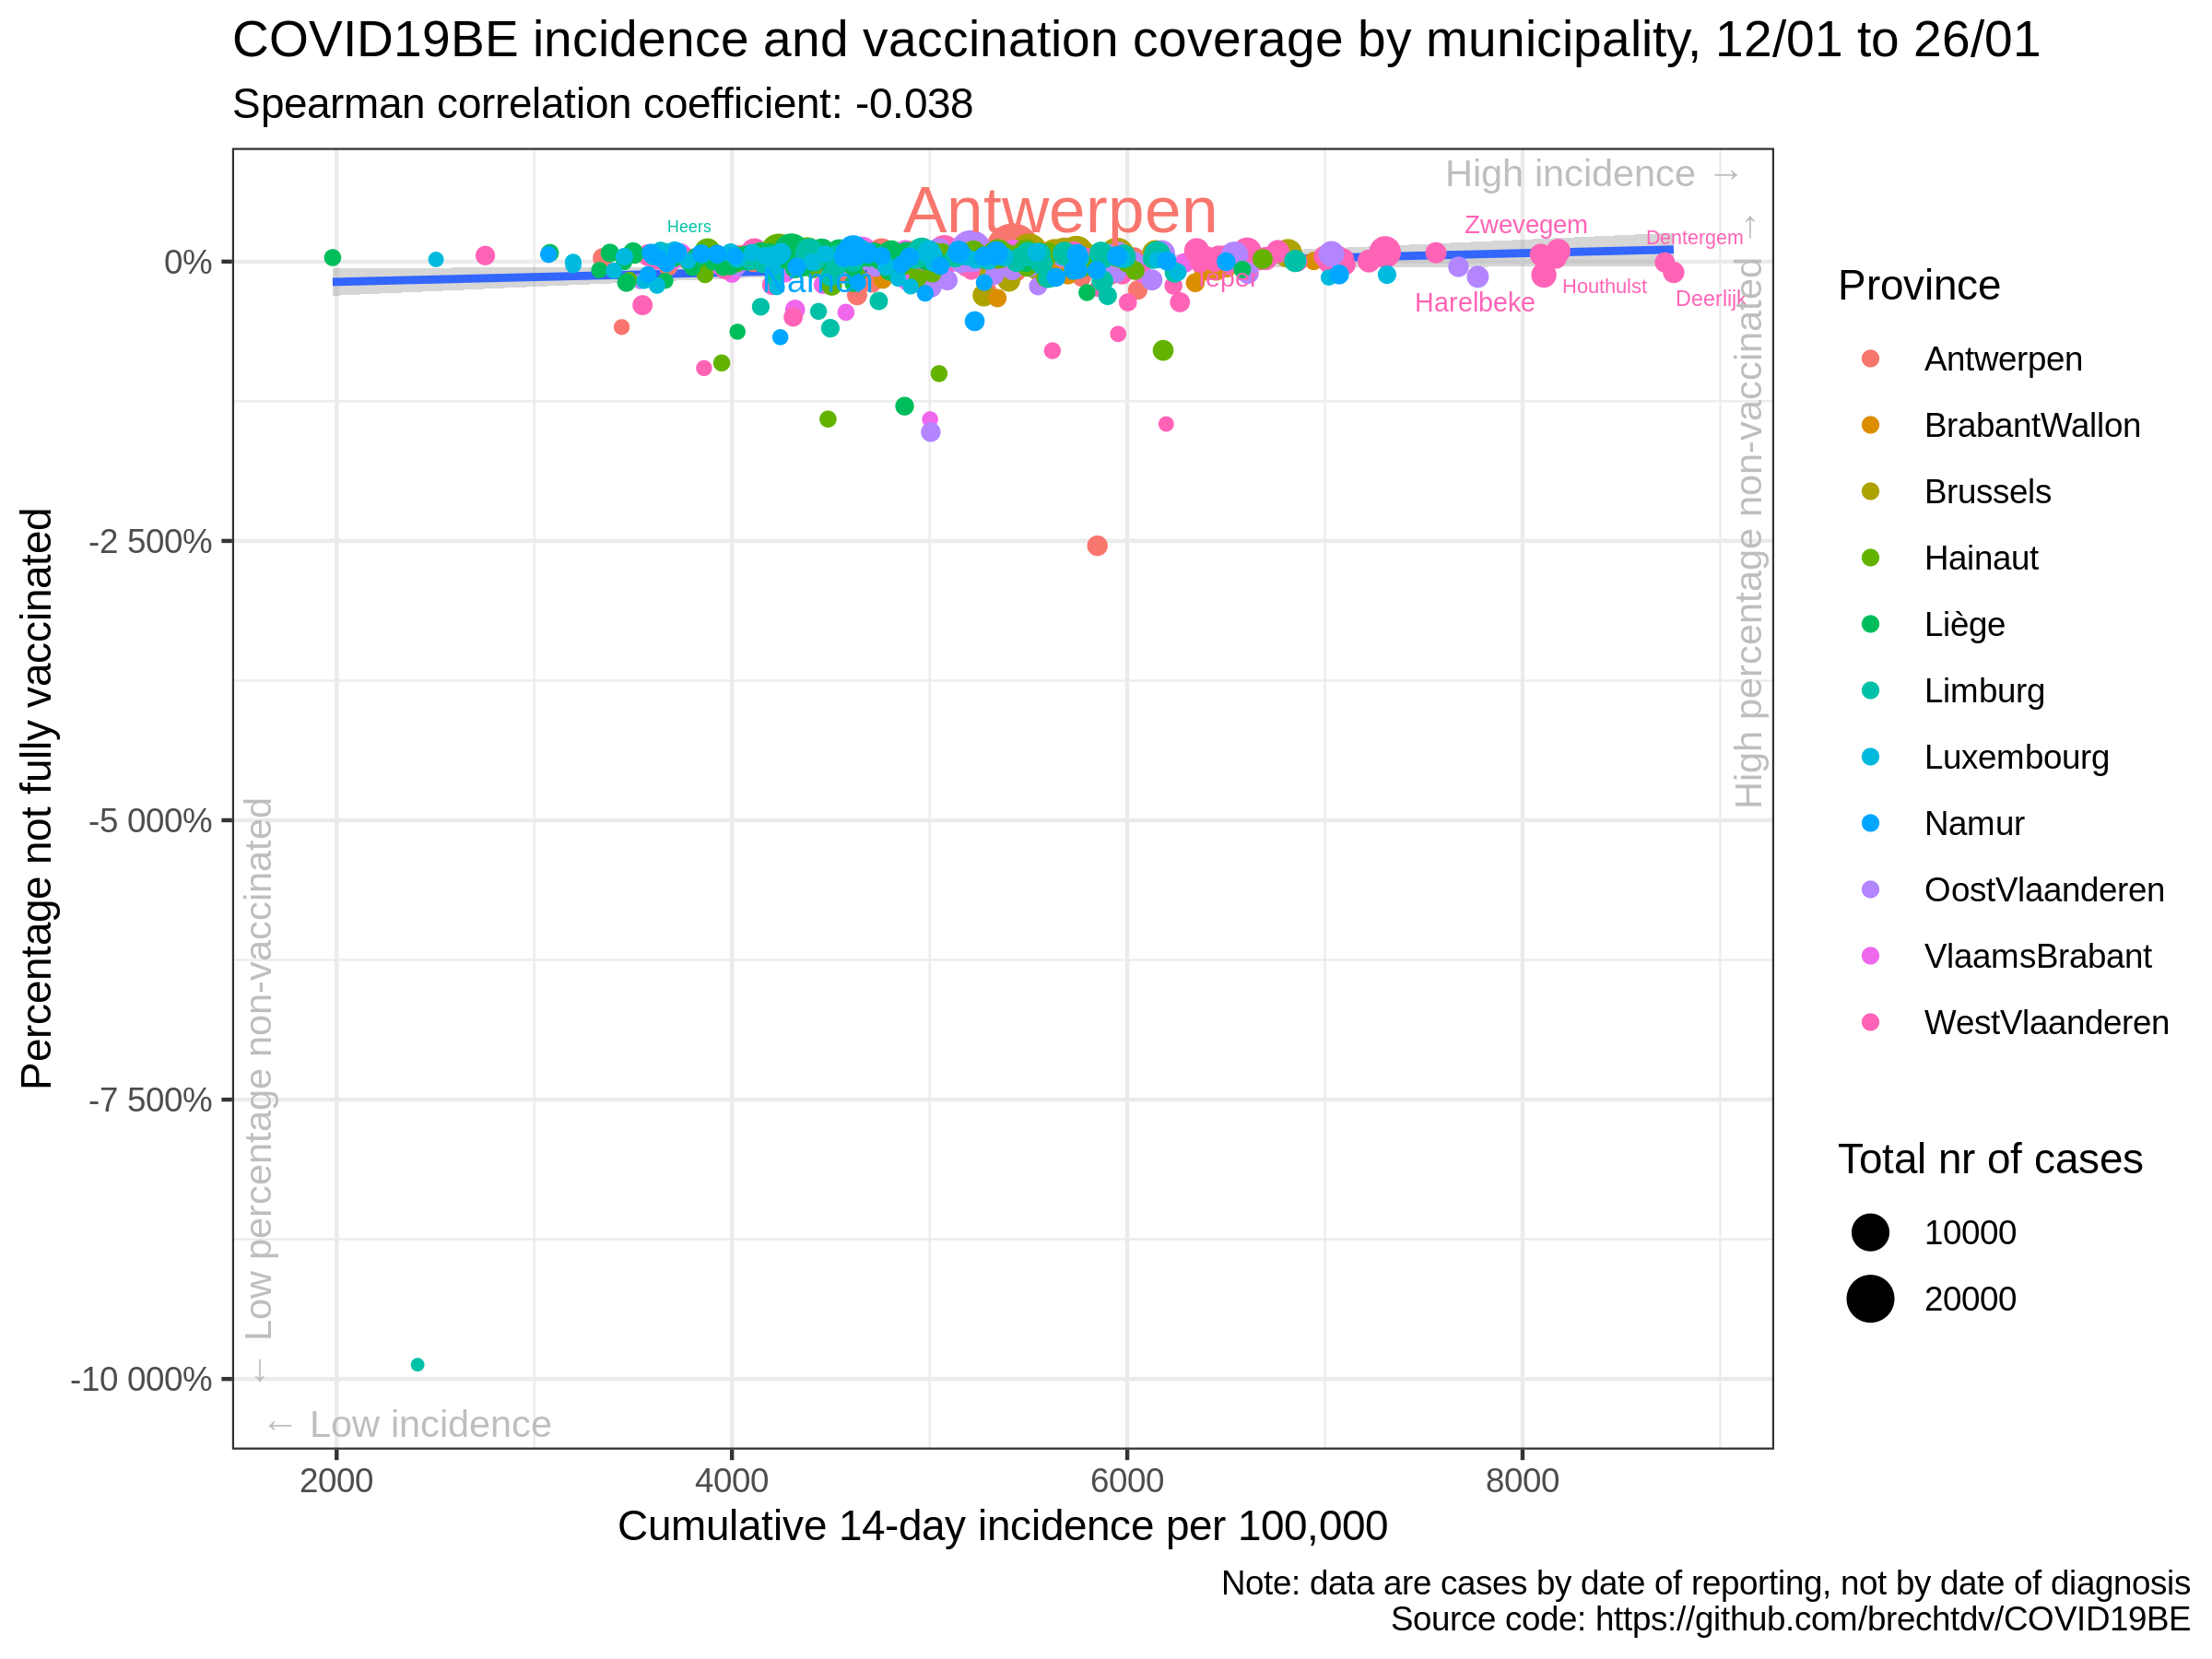 COVID19BE incidence and vaccination coverage by municipality, 12/01 to 26/01
Spearman correlation coefficient: -0.038
High incidence →
Antwerpen
Heers
Zwevegem
Dentergem
Houthulst
Deerlijk
Harelbeke
High percentage non-vaccinated →
← Low percentage non-vaccinated
← Low incidence
Percentage not fully vaccinated
0%
-2 500%
-5 000%
-7 500%
-10 000%
2000
4000
6000
8000
Cumulative 14-day incidence per 100,000
Province
Antwerpen
BrabantWallon
Brussels
Hainaut
Liège
Limburg
Luxembourg
Namur
OostVlaanderen
VlaamsBrabant
WestVlaanderen
Total nr of cases
10000
20000
Note: data are cases by date of reporting, not by date of diagnosis
Source code: https://github.com/brechtdv/COVID19BE